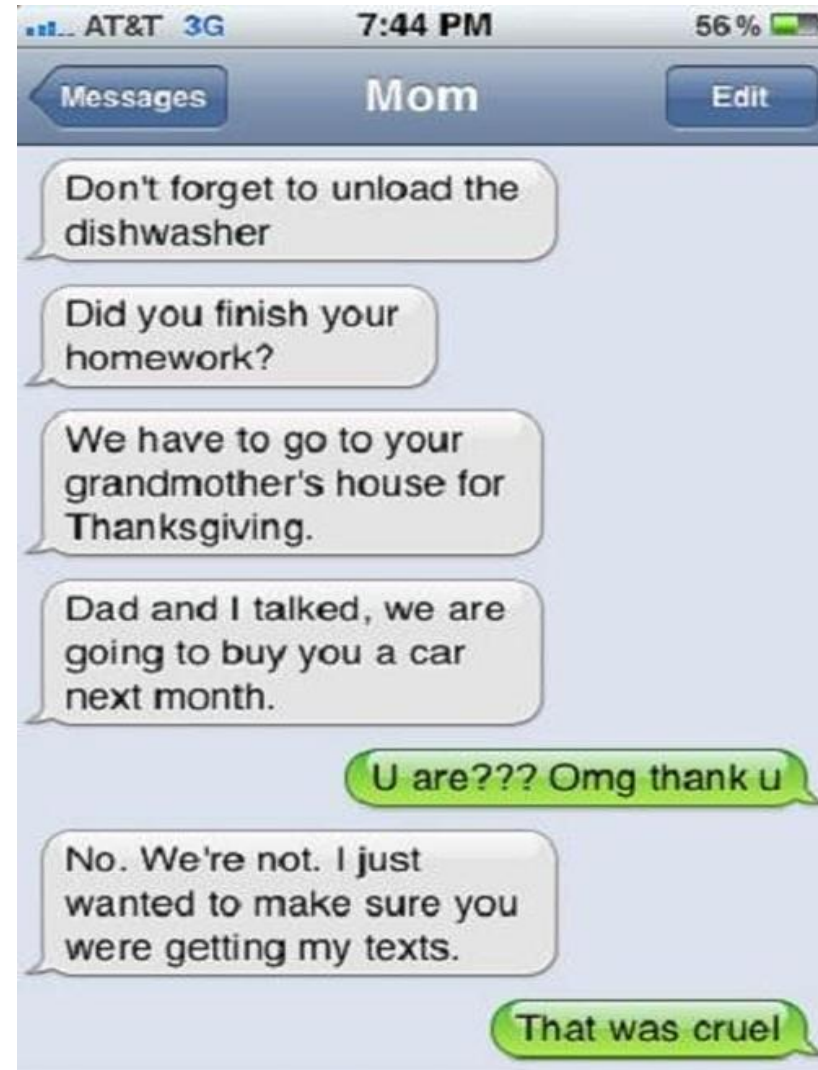 AT&T 3G 7:44 PM 56%
Messages Mom Edit
Don't forget to unload the
dishwasher
Did you finish your
homework?
We have to go to your
grandmother's house for
Thanksgiving.
Dad and I talked, we are
going to buy you a car
next month.
U are??? Omg thank u
No. We're not. I just
wanted to make sure you
were getting my texts.
That was cruel